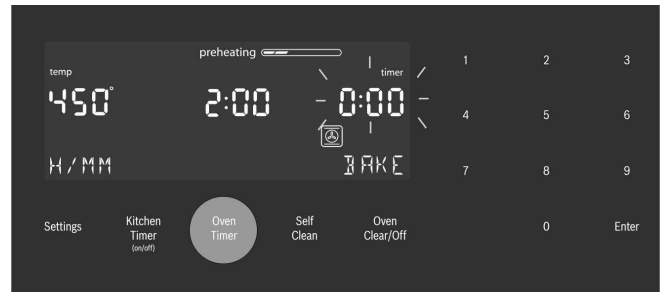 preheating
temp
timer
450°
2:00
0:00
H/MM
BAKE
1 2 3
4 5 6
7 8 9
0 Enter
Settings
Kitchen
Timer
(on/off)
Oven
Timer
Self
Clean
Oven
Clear/Off